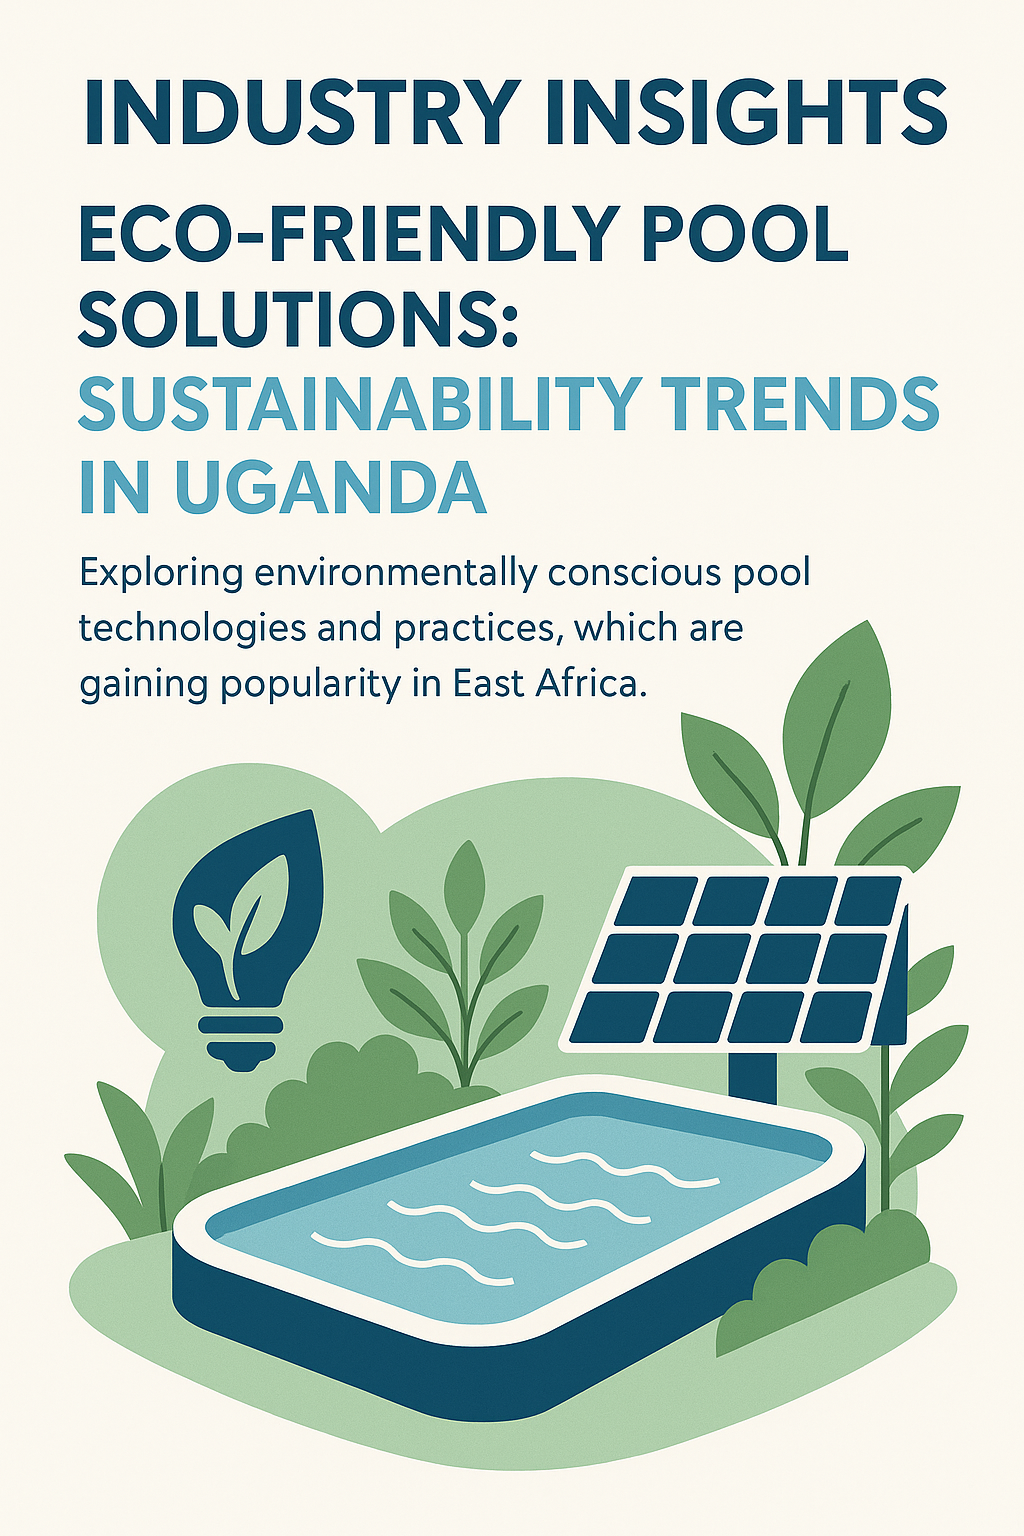 INDUSTRY INSIGHTS
ECO-FRIENDLY POOL
SOLUTIONS:
SUSTAINABILITY TRENDS
IN UGANDA
Exploring environmentally conscious pool
technologies and practices, which are
gaining popularity in East Africa.